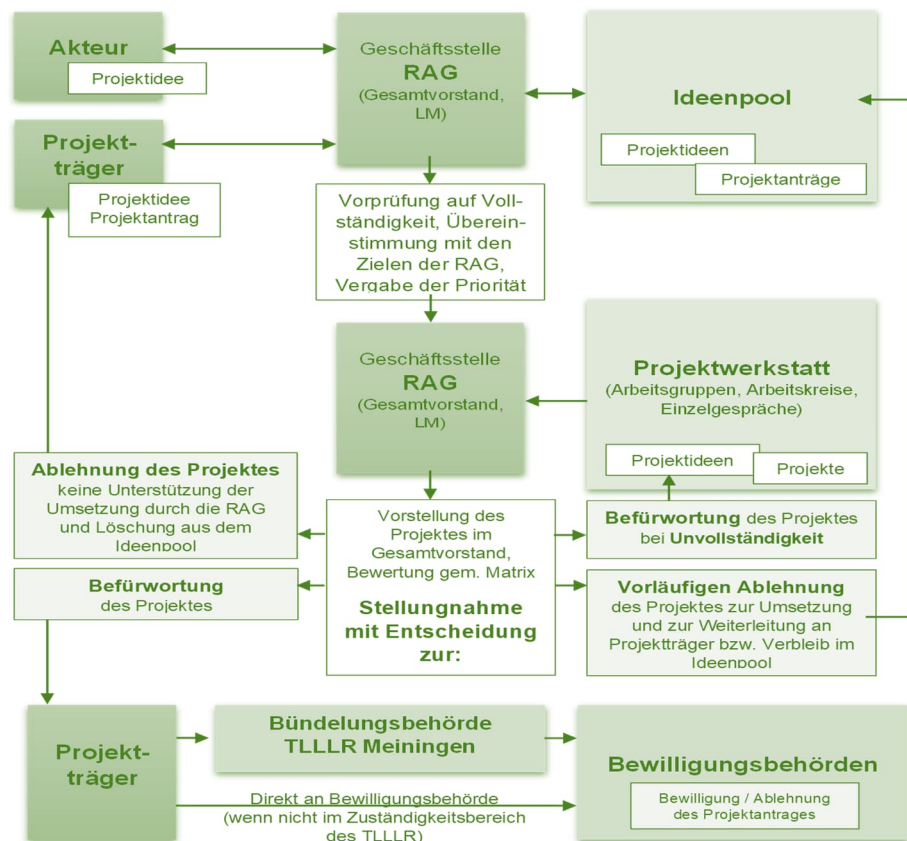 Akteur
Projektidee
Geschäftsstelle
RAG
(Gesamtvorstand,
LM)
Ideenpool
Projektideen
Projektanträge
Projekt-
träger
Projektidee
Projektantrag
Vorprüfung auf Voll-
ständigkeit, Überein-
stimmung mit den
Zielen der RAG,
Vergabe der Priorität
Geschäftsstelle
RAG
(Gesamtvorstand,
LM)
Projektwerkstatt
(Arbeitsgruppen, Arbeitskreise,
Einzelgespräche)
Projektideen
Projekte
Ablehnung des Projektes
keine Unterstützung der
Umsetzung durch die RAG
und Löschung aus dem
Ideenpool
Vorstellung des
Projektes im
Gesamtvorstand,
Bewertung gem. Matrix
Stellungnahme
mit Entscheidung
zur:
Befürwortung des Projektes
bei Unvollständigkeit
Befürwortung
des Projektes
Vorläufigen Ablehnung
des Projektes zur Umsetzung
und zur Weiterleitung an
Projektträger bzw. Verbleib im
Ideenpool
Projekt-
träger
Bündelungsbehörde
TLLLR Meiningen
Direkt an Bewilligungsbehörde
(wenn nicht im Zuständigkeitsbereich
des TLLLR)
Bewilligungsbehörden
Bewilligung / Ablehnung
des Projektantrages